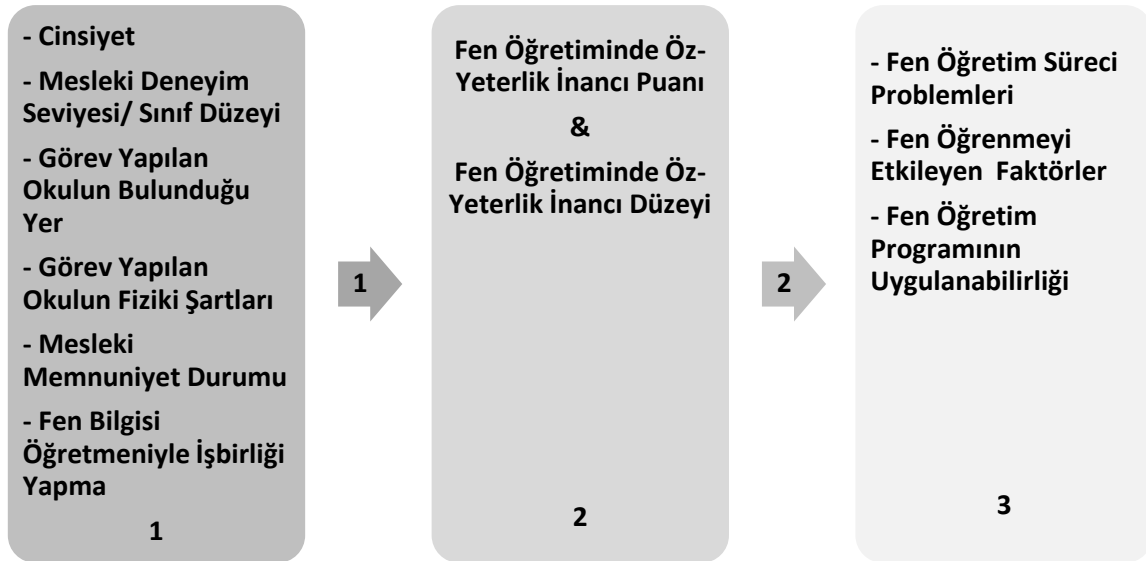 - Cinsiyet
- Mesleki Deneyim
Seviyesi/ Sınıf Düzeyi
- Görev Yapılan
Okulun Bulunduğu
Yer
- Görev Yapılan
Okulun Fiziki Şartları
- Mesleki
Memnuniyet Durumu
- Fen Bilgisi
Öğretmeniyle İşbirliği
Yapma
1
1
Fen Öğretiminde Öz-
Yeterlik İnancı Puanı
&
Fen Öğretiminde Öz-
Yeterlik İnancı Düzeyi
2
2
- Fen Öğretim Süreci
Problemleri
- Fen Öğrenmeyi
Etkileyen  Faktörler
- Fen Öğretim
Programının
Uygulanabilirliği
3